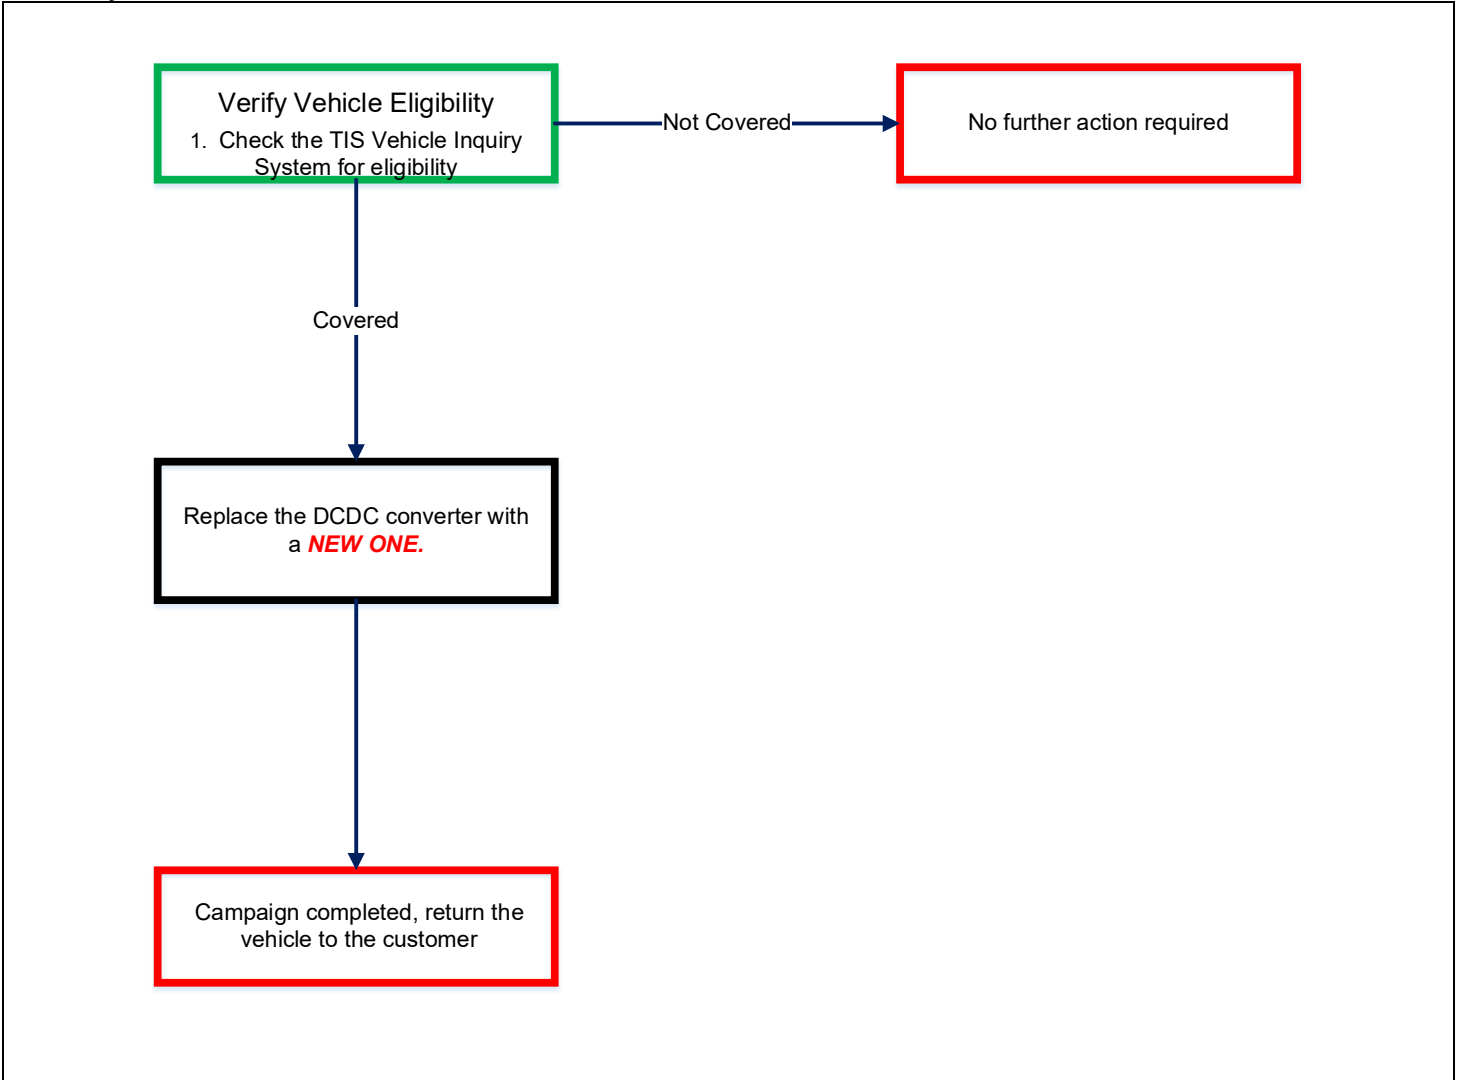 Verify Vehicle Eligibility
1. Check the TIS Vehicle Inquiry
System for eligibility
Not Covered
No further action required
Covered
Replace the DCDC converter with
a NEW ONE.
Campaign completed, return the
vehicle to the customer